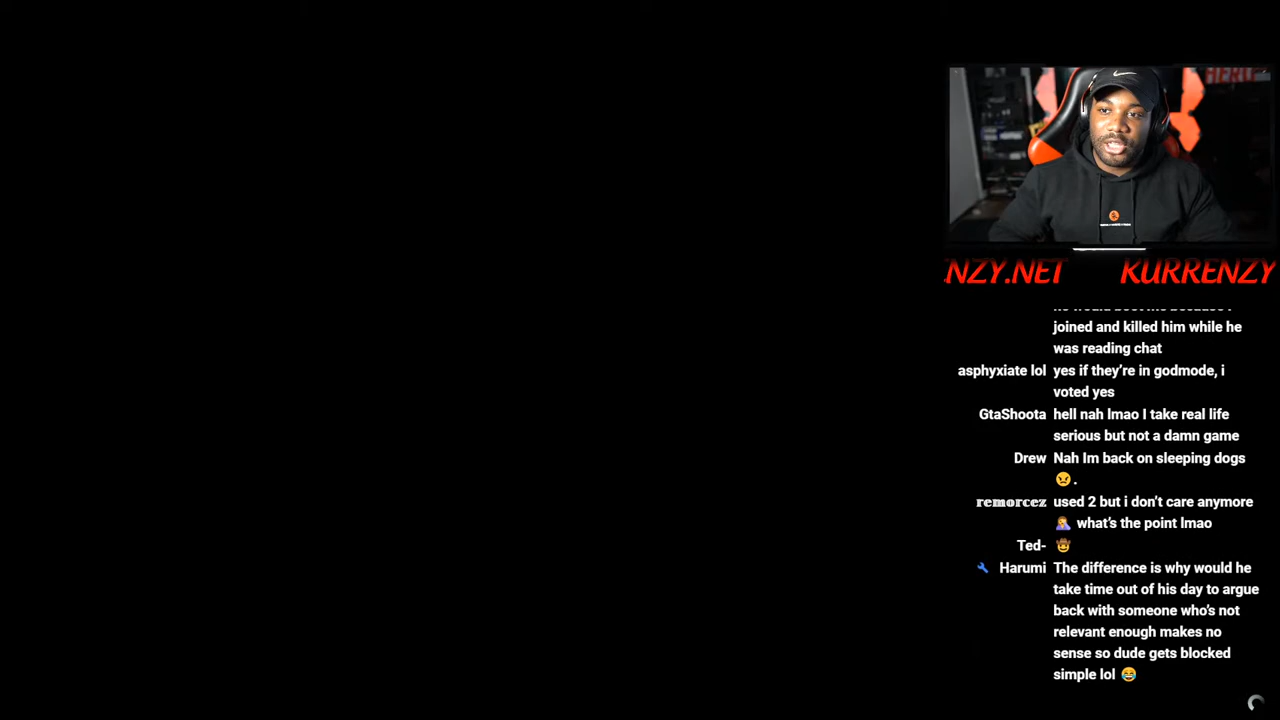 HERO
NZY.NET KURRENZY
joined and killed him while he
was reading chat
asphyxiate lol yes if they’re in godmode, i
voted yes
GtaShoota hell nah lmao I take real life
serious but not a damn game
Drew Nah Im back on sleeping dogs
😠 .
remorcez used 2 but i don’t care anymore
🤦 what’s the point lmao
Ted- 🤠
Harumi The difference is why would he
take time out of his day to argue
back with someone who’s not
relevant enough makes no
sense so dude gets blocked
simple lol 😂